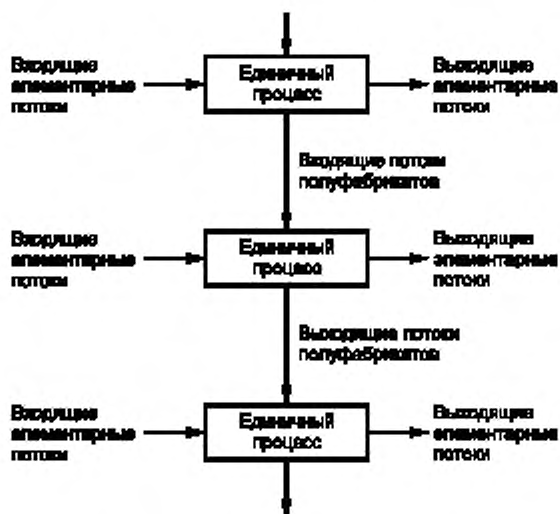 Входящие
элементарные
потоки
Единичный
процесс
Выходящие
элементарные
потоки
Входящие потоки
полуфабрикатов
Входящие
элементарные
потоки
Единичный
процесс
Выходящие
элементарные
потоки
Выходящие потоки
полуфабрикатов
Входящие
элементарные
потоки
Единичный
процесс
Выходящие
элементарные
потоки